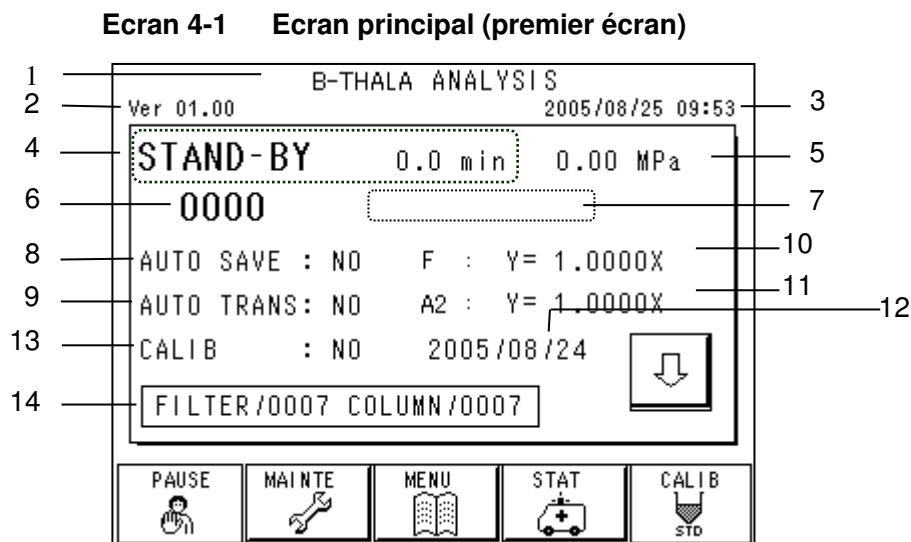 Ecran 4-1 Ecran principal (premier écran)
1 B-THALA ANALYSIS
2 Ver 01.00 2005/08/25 09:53 3
4 STAND-BY 0.0 min 0.00 MPa 5
6 0000 7
8 AUTO SAVE : NO F : Y= 1.0000X 10
9 AUTO TRANS: NO A2 : Y= 1.0000X 11
12
13 CALIB : NO 2005/08/24
14 FILTER/0007 COLUMN/0007
PAUSE MAINTE MENU STAT CALIB
STD